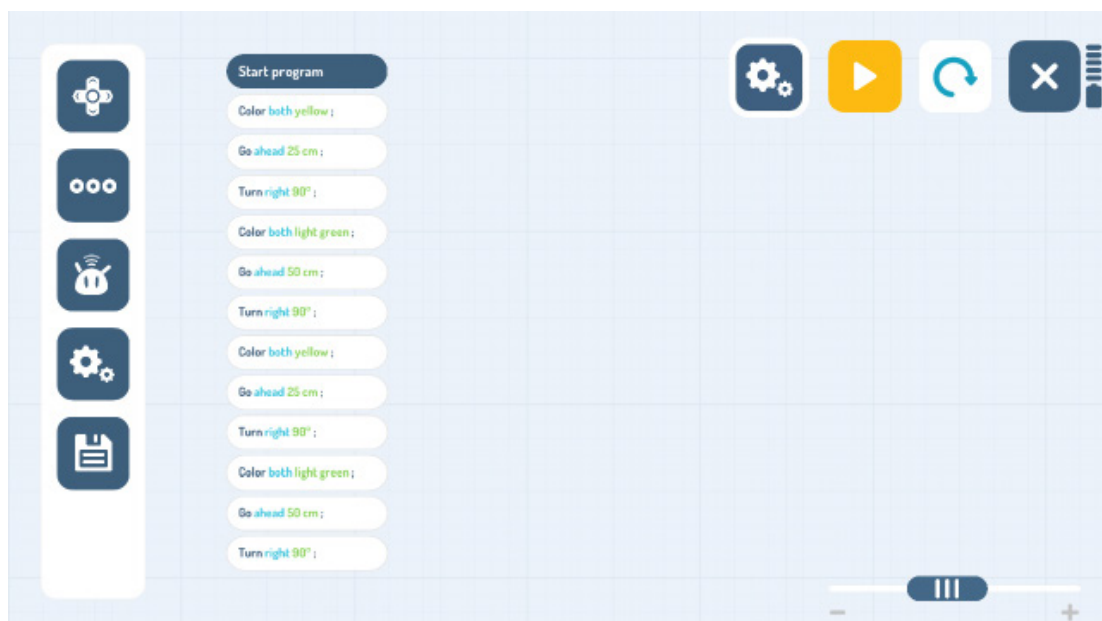 Start program
Color both yellow ;
Go ahead 25 cm ;
Turn right 90° ;
Color both light green ;
Go ahead 50 cm ;
Turn right 90° ;
Color both yellow ;
Go ahead 25 cm ;
Turn right 90° ;
Color both light green ;
Go ahead 50 cm ;
Turn right 90° ;